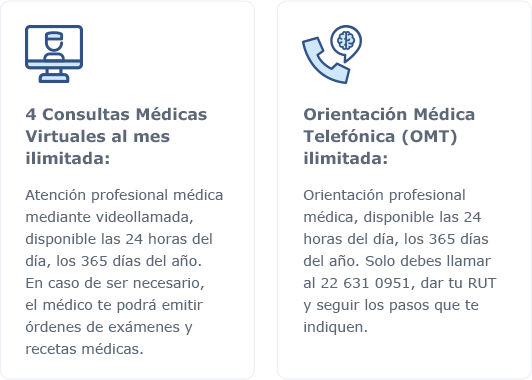 4 Consultas Médicas
Virtuales al mes
ilimitada:
Atención profesional médica
mediante videollamada,
disponible las 24 horas del
día, los 365 días del año.
En caso de ser necesario,
el médico te podrá emitir
órdenes de exámenes y
recetas médicas.
Orientación Médica
Telefónica (OMT)
ilimitada:
Orientación profesional
médica, disponible las 24
horas del día, los 365 días
del año. Solo debes llamar
al 22 631 0951, dar tu RUT
y seguir los pasos que te
indiquen.